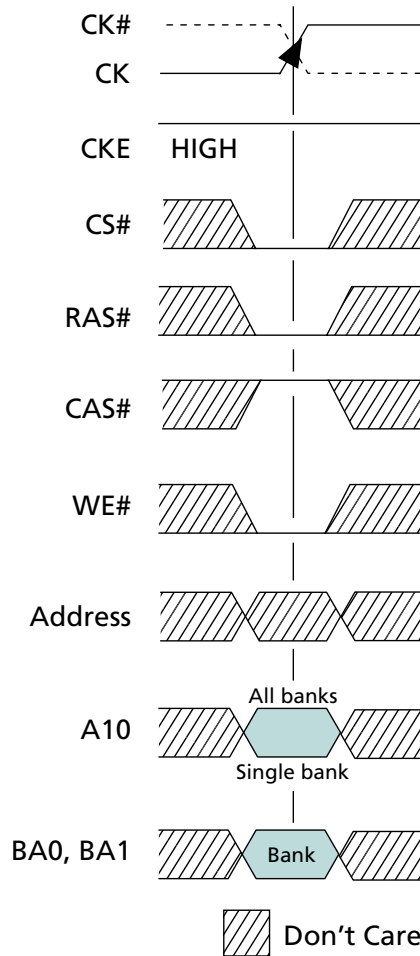 CK#
CK
CKE HIGH
CS#
RAS#
CAS#
WE#
Address
All banks
A10
Single bank
BA0, BA1 Bank
Don't Care